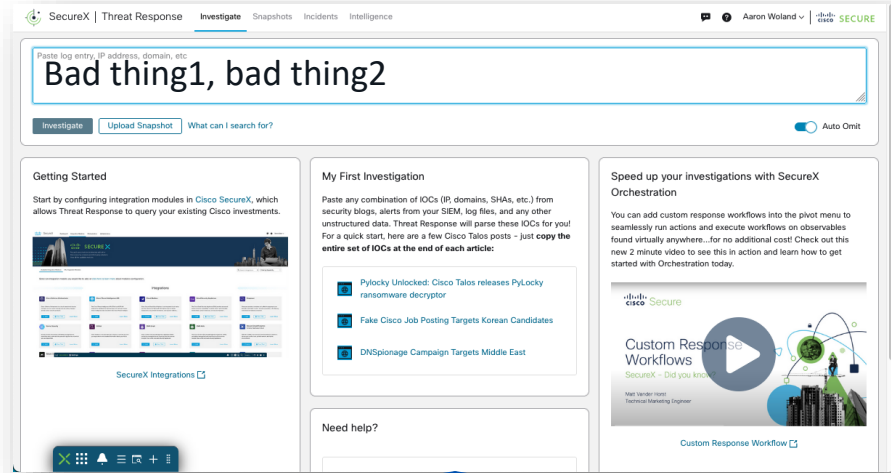 SecureX | Threat Response Investigate Snapshots Incidents Intelligence
Aaron Woland
CISCO SECURE
Paste log entry, IP address, domain, etc
Bad thing1, bad thing2
Investigate Upload Snapshot What can I search for?
Auto Omit
Getting Started
Start by configuring integration modules in Cisco SecureX, which
allows Threat Response to query your existing Cisco investments.
SECURE X
Integrations
SecureX Integrations
My First Investigation
Paste any combination of IOCs (IP, domains, SHAs, etc.) from
security blogs, alerts from your SIEM, log files, and any other
unstructured data. Threat Response will parse these IOCs for you!
For a quick start, here are a few Cisco Talos posts - just copy the
entire set of IOCs at the end of each article:
Pylocky Unlocked: Cisco Talos releases PyLocky
ransomware decryptor
Fake Cisco Job Posting Targets Korean Candidates
DNSpionage Campaign Targets Middle East
Need help?
Speed up your investigations with SecureX
Orchestration
You can add custom response workflows into the pivot menu to
seamlessly run actions and execute workflows on observables
found virtually anywhere...for no additional cost! Check out this
new 2 minute video to see this in action and learn how to get
started with Orchestration today.
CISCO Secure
Custom Response
Workflows
SecureX - Did you know?
Matt Vander Horst
Technical Marketing Engineer
Custom Response Workflow